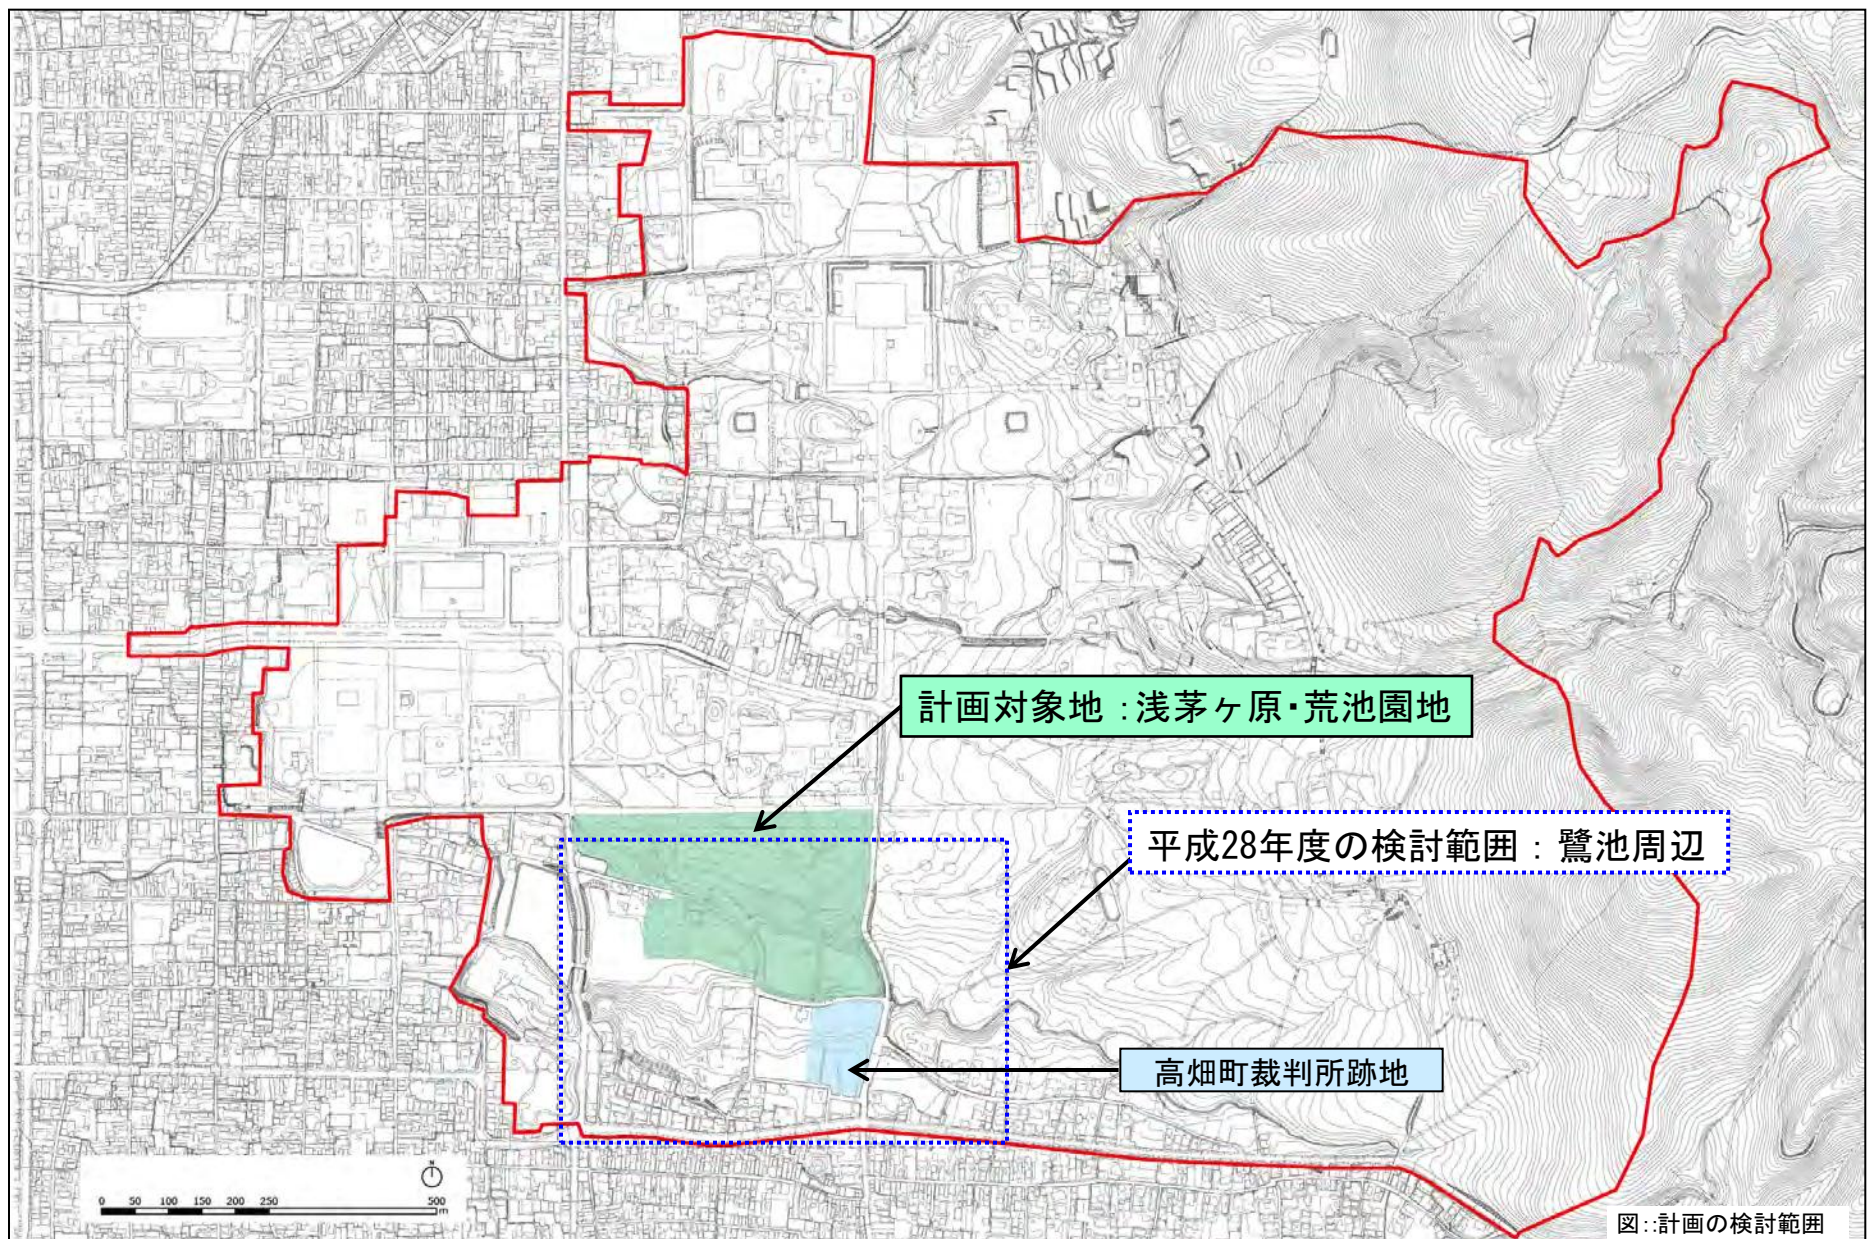 計画対象地：浅茅ヶ原・荒池園地
平成28年度の検討範囲：鷺池周辺
高畑町裁判所跡地
N
0 50 100 150 200 250 500
m
図::計画の検討範囲